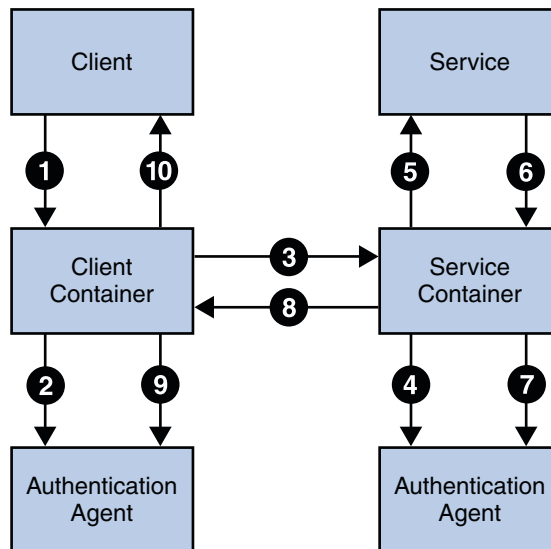 Client
Service
1
10
5
6
Client
Container
3
8
Service
Container
2
9
4
7
Authentication
Agent
Authentication
Agent